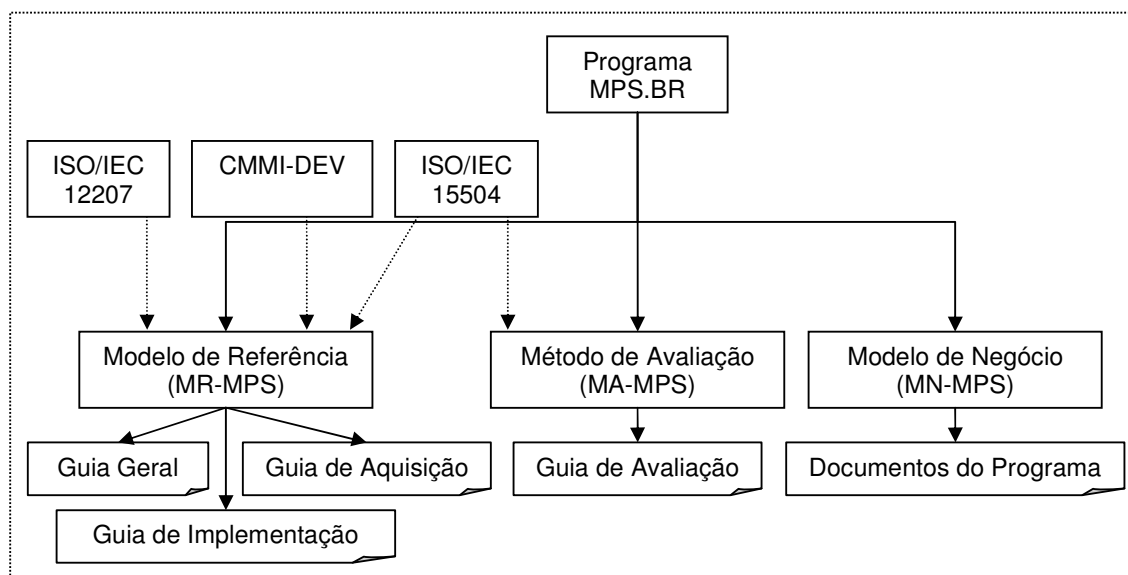 Programa
MPS.BR
ISO/IEC
12207
CMMI-DEV
ISO/IEC
15504
Modelo de Referência
(MR-MPS)
Método de Avaliação
(MA-MPS)
Modelo de Negócio
(MN-MPS)
Guia Geral
Guia de Aquisição
Guia de Avaliação
Documentos do Programa
Guia de Implementação